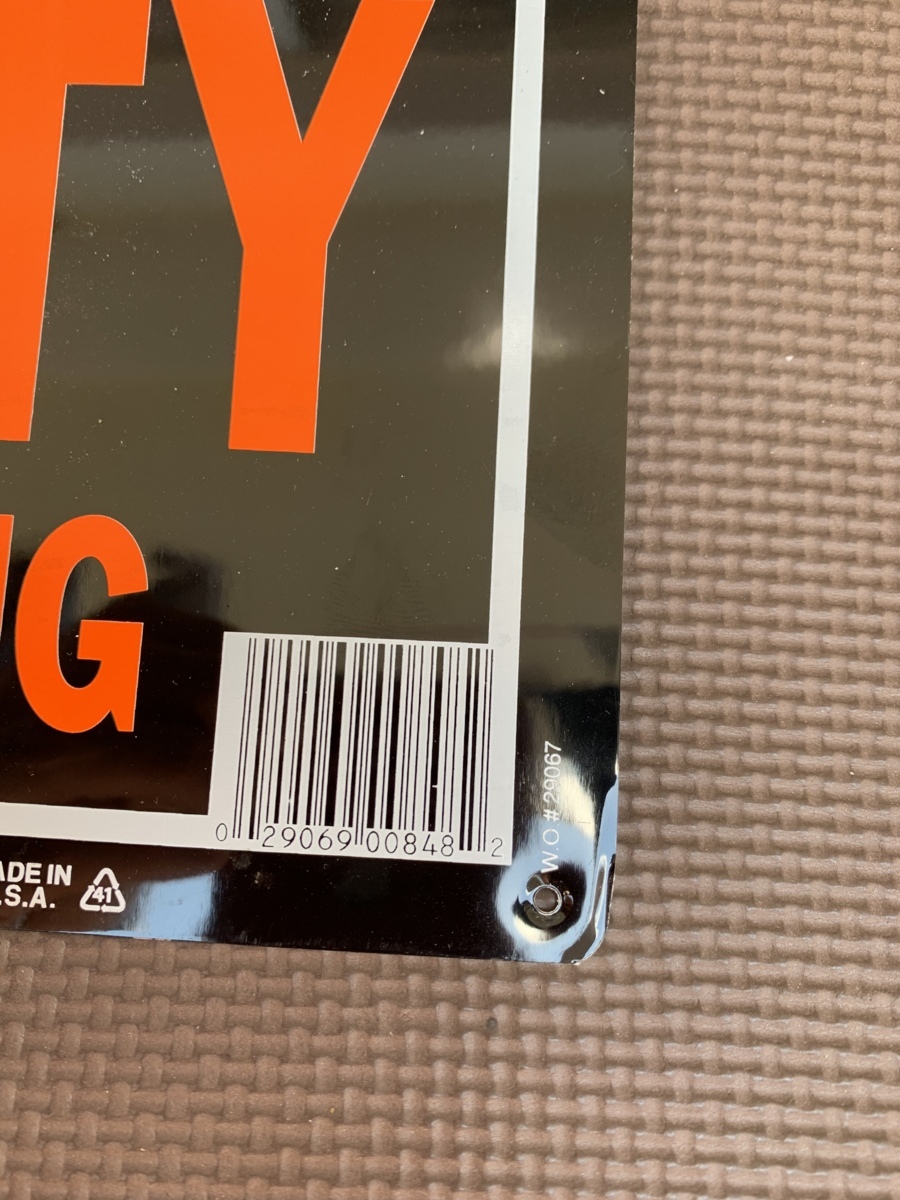 TY
G
0 29069 00848 2
W.O # 29067
ADE IN
.S.A.
41